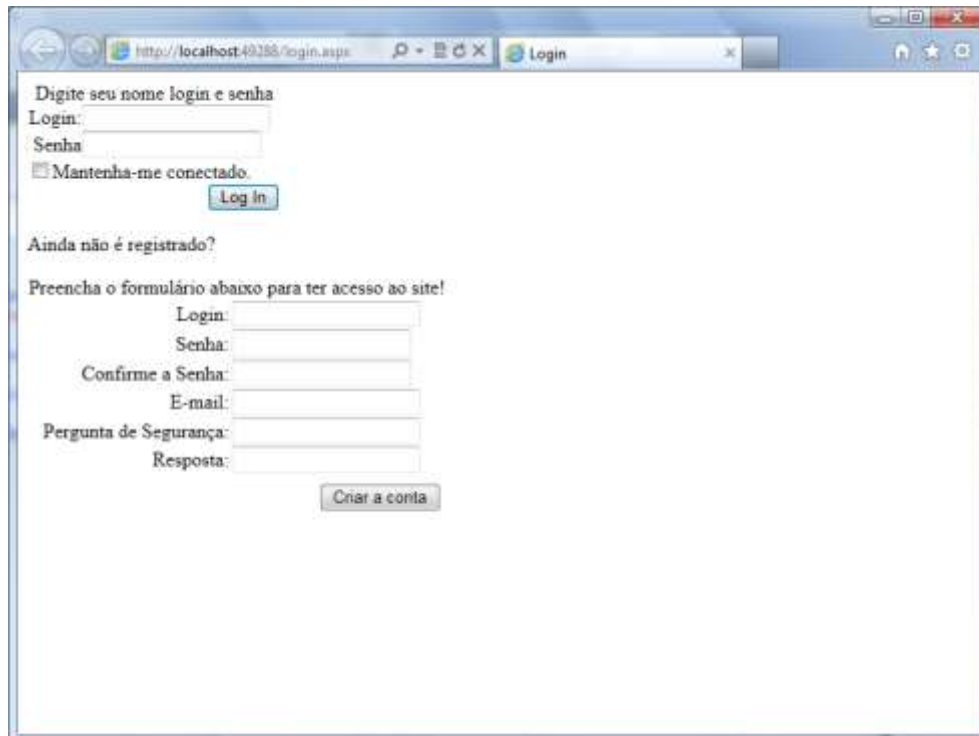 http://localhost:49288/login.aspx
Login
Digite seu nome login e senha
Login:
Senha
Mantenha-me conectado.
Log In
Ainda não é registrado?
Preencha o formulário abaixo para ter acesso ao site!
Login:
Senha:
Confirme a Senha:
E-mail:
Pergunta de Segurança:
Resposta:
Criar a conta